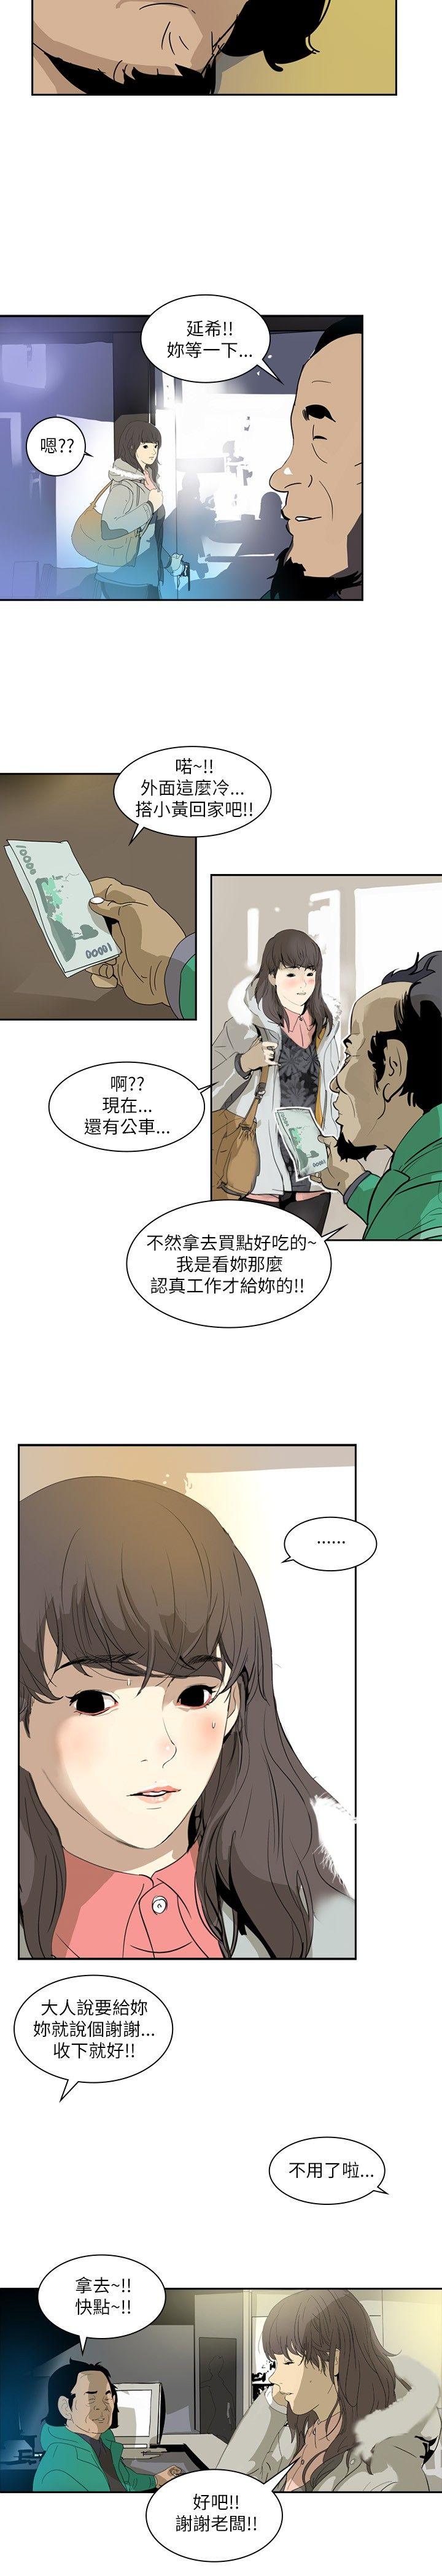 延希!!
妳等一下...
嗯??
喏~!!
外面這麼冷...
搭小黃回家吧!!
10000
10000
啊??
現在...
還有公車...
10000
不然拿去買點好吃的~
我是看妳那麼
認真工作才給妳的!!
......
大人說要給妳
妳就說個謝謝...
收下就好!!
不用了啦...
拿去~!!
快點~!!
好吧!!
謝謝老闆!!